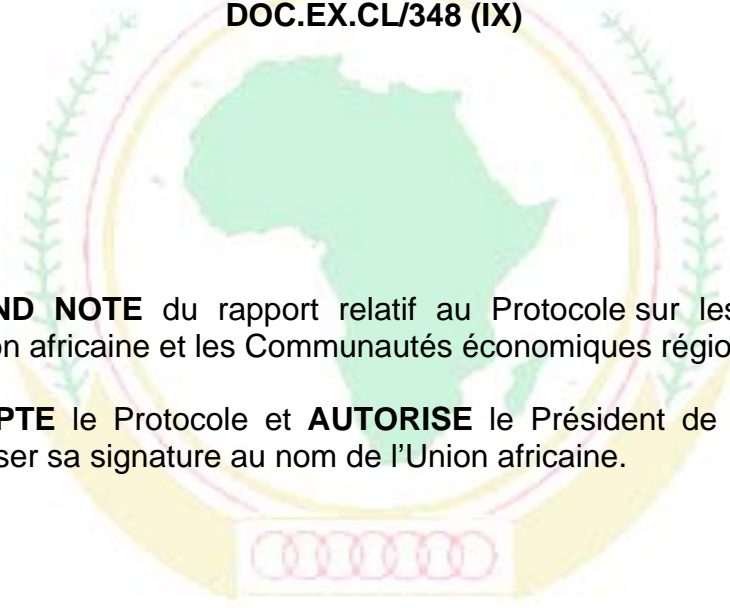 DOC.EX.CL/348 (IX)
ND NOTE du rapport relatif au Protocole sur les
on africaine et les Communautés économiques régio
PTE le Protocole et AUTORISE le Président de
ser sa signature au nom de l'Union africaine.